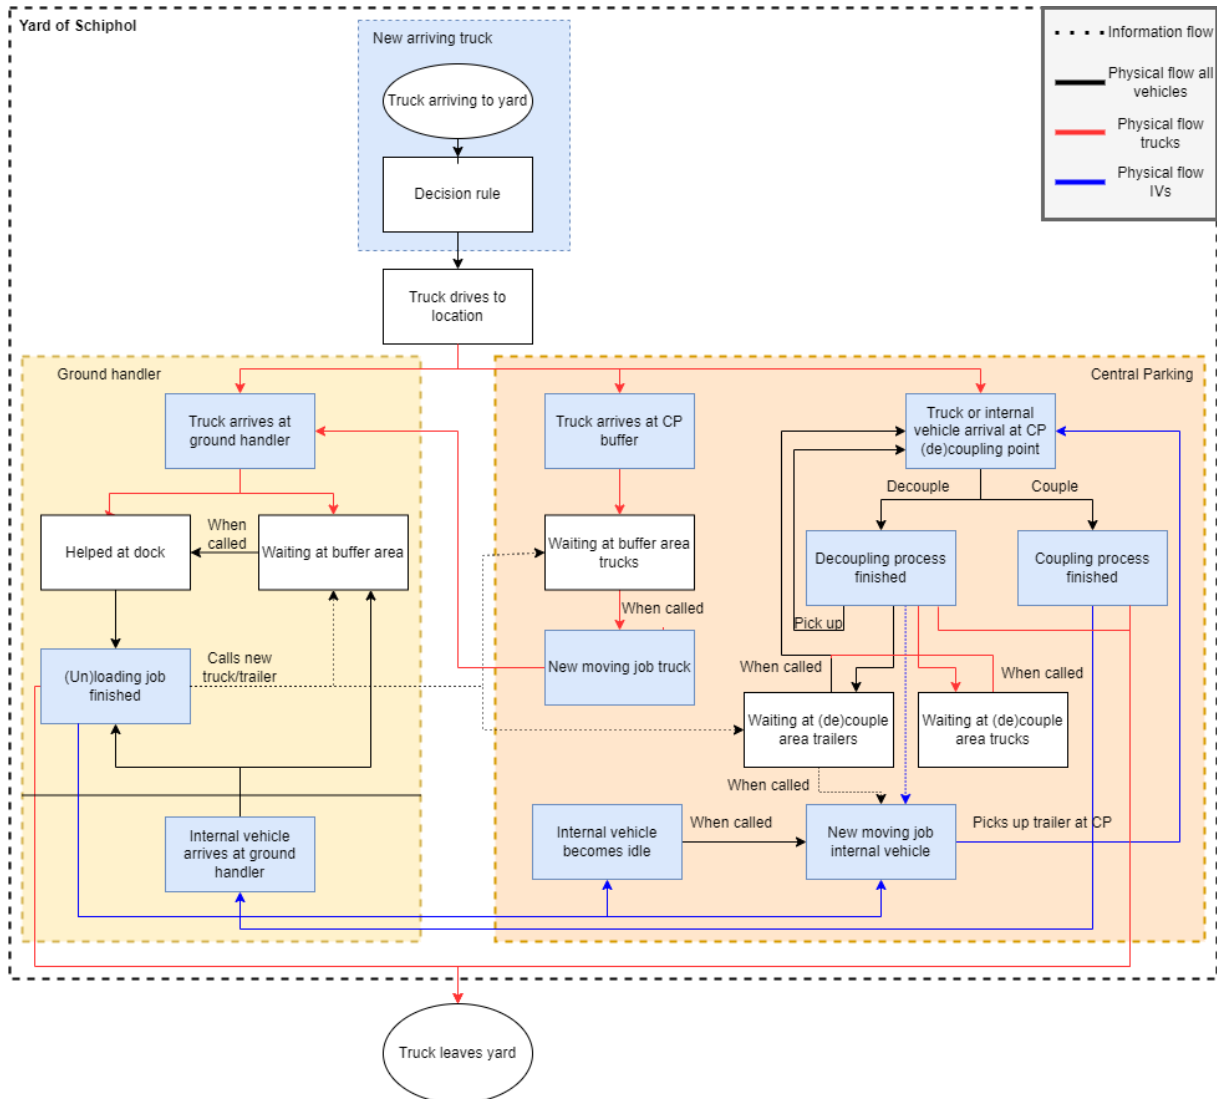 Yard of Schiphol
New arriving truck
Truck arriving to yard
Decision rule
Truck drives to
location
Information flow
Physical flow all
vehicles
Physical flow
trucks
Physical flow
IVs
Ground handler
Central Parking
Truck arrives at
ground handler
Truck arrives at CP
buffer
Truck or internal
vehicle arrival at CP
(de)coupling point
Decouple
Couple
Helped at dock
When
called
Waiting at buffer area
Waiting at buffer area
trucks
Decoupling process
finished
Coupling process
finished
When called
Pick up
(Un)loading job
finished
Calls new
truck/trailer
New moving job truck
When called
When called
Waiting at (de)couple
area trailers
Waiting at (de)couple
area trucks
When called
Internal vehicle
arrives at ground
handler
Internal vehicle
becomes idle
When called
New moving job
internal vehicle
Picks up trailer at CP
Truck leaves yard